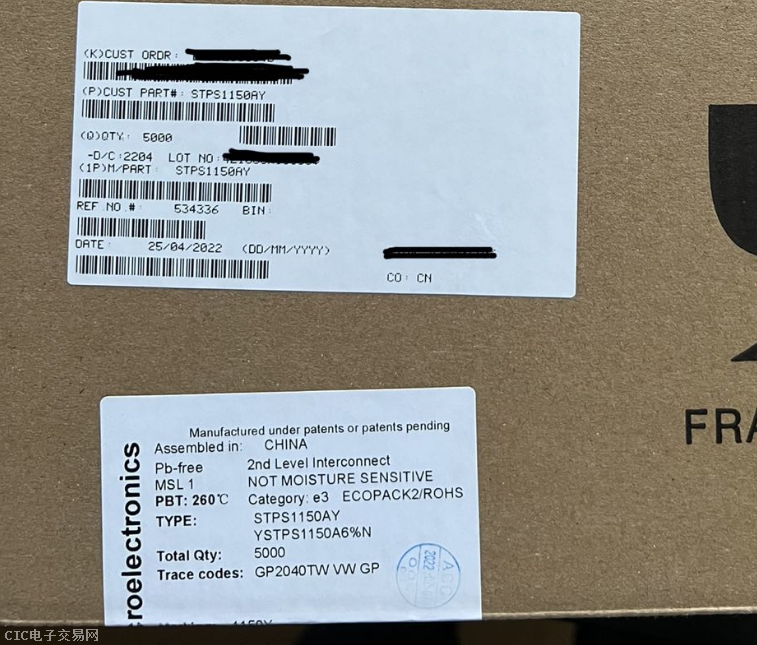 (K)CUST ORDR:
(P)CUST PART#: STPS1150AY
(Q)QTY: 5000
-D/C:2204 LOT NO:
(1P)M/PART: STPS1150AY
REF NO.#: 534336 BIN:
DATE: 25/04/2022 (DD/MM/YYYY)
CO: CN
FRA
roelectronics
Manufactured under patents or patents pending
Assembled in: CHINA
Pb-free 2nd Level Interconnect
MSL 1 NOT MOISTURE SENSITIVE
PBT: 260℃ Category: e3 ECOPACK2/ROHS
TYPE: STPS1150AY
YSTPS1150A6%N
Total Qty: 5000
Trace codes: GP2040TW VW GP
1150Y
CIC电子交易网